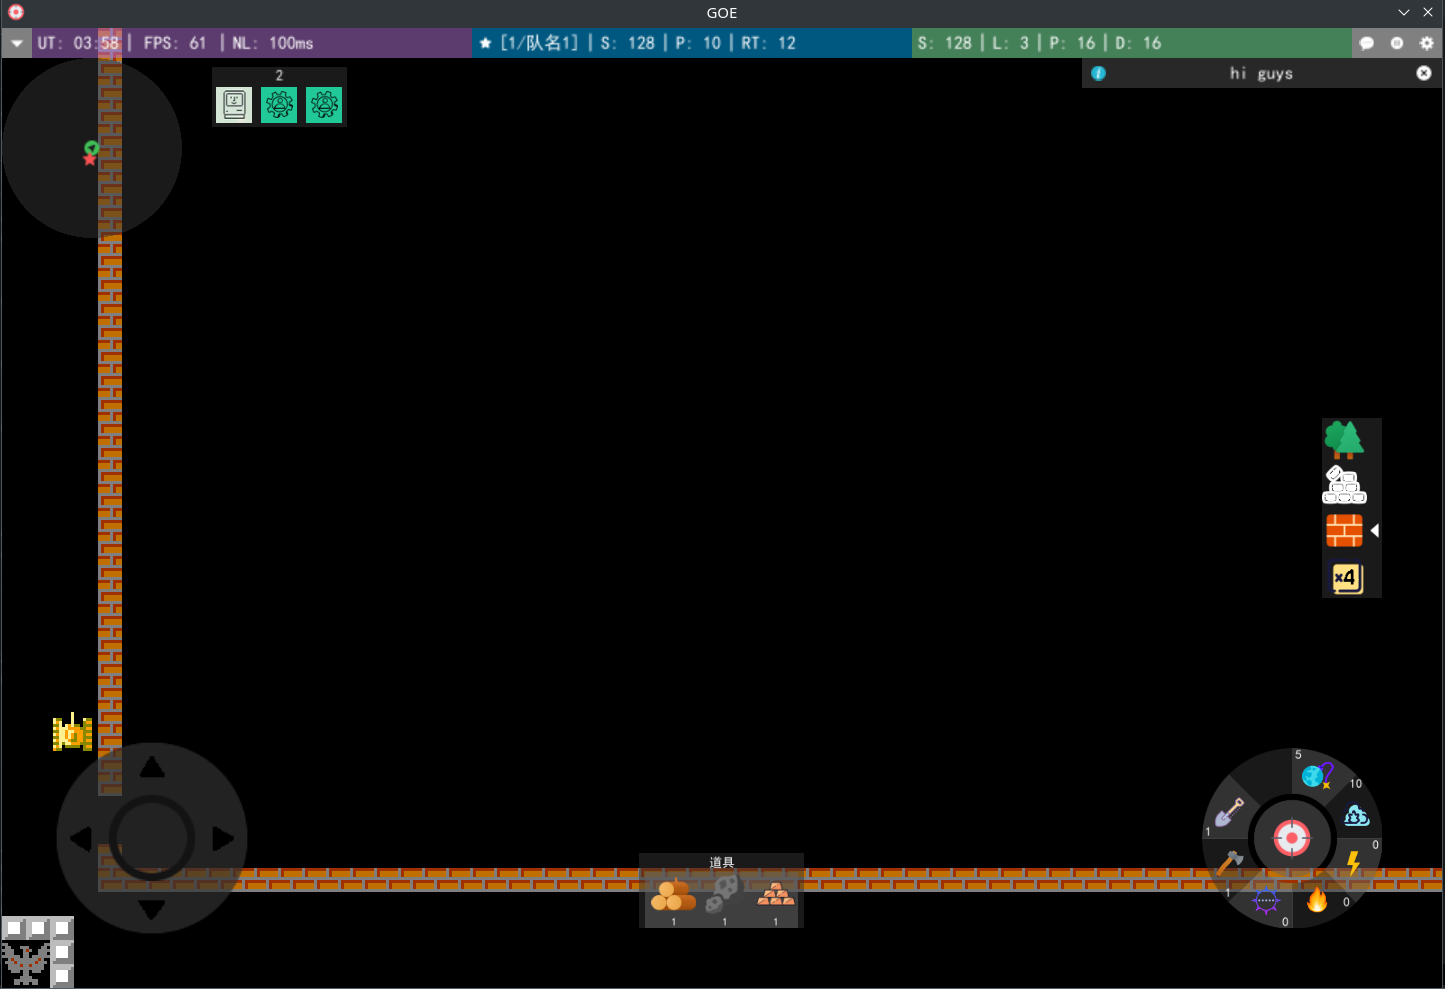 GOE
UT: 03:58 | FPS: 61 | NL: 100ms
[1/队名1] | S: 128 | P: 10 | RT: 12
S: 128 | L: 3 | P: 16 | D: 16
2
hi guys
x4
5
10
1
0
1
0
0
道具
1 1 1